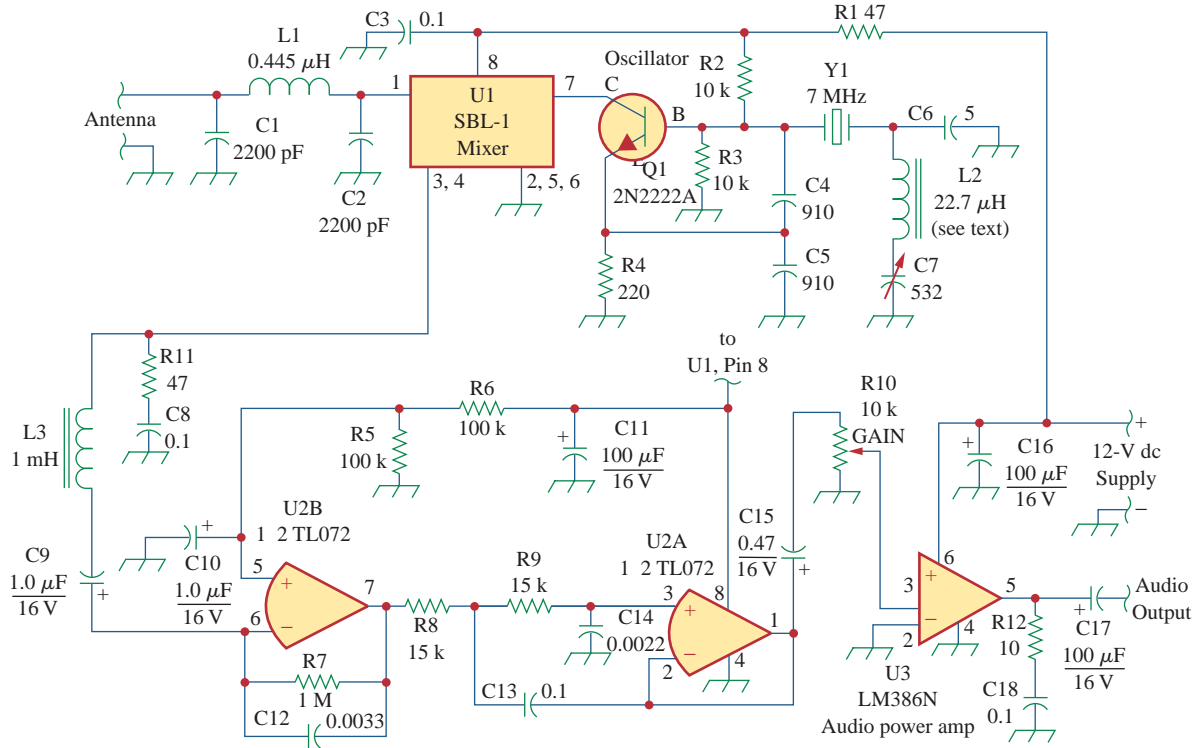 C3
0.1
R1 47
L1
0.445 μH
8
Oscillator
R2
10 k
Y1
7 MHz
1
U1
SBL-1
Mixer
7
C
B
E
Q1
2N2222A
C6
5
Antenna
C1
2200 pF
C2
2200 pF
3, 4
2, 5, 6
R3
10 k
C4
910
L2
22.7 μH
(see text)
R4
220
C5
910
C7
532
to
U1, Pin 8
R11
47
C8
0.1
L3
1 mH
R6
100 k
R5
100 k
+
C11
100 μF
16 V
R10
10 k
GAIN
+
C16
100 μF
16 V
+
12-V dc
Supply
−
U2B
1 2 TL072
C9
1.0 μF
16 V
+
+
C10
1.0 μF
16 V
5
+
6
−
7
R8
15 k
R9
15 k
U2A
1 2 TL072
C14
0.0022
3
+
8
2
−
4
1
C15
0.47
16 V
+
6
3
+
2
−
4
5
R12
10
+
C17
100 μF
16 V
Audio
Output
R7
1 M
C12
0.0033
C13
0.1
U3
LM386N
Audio power amp
C18
0.1